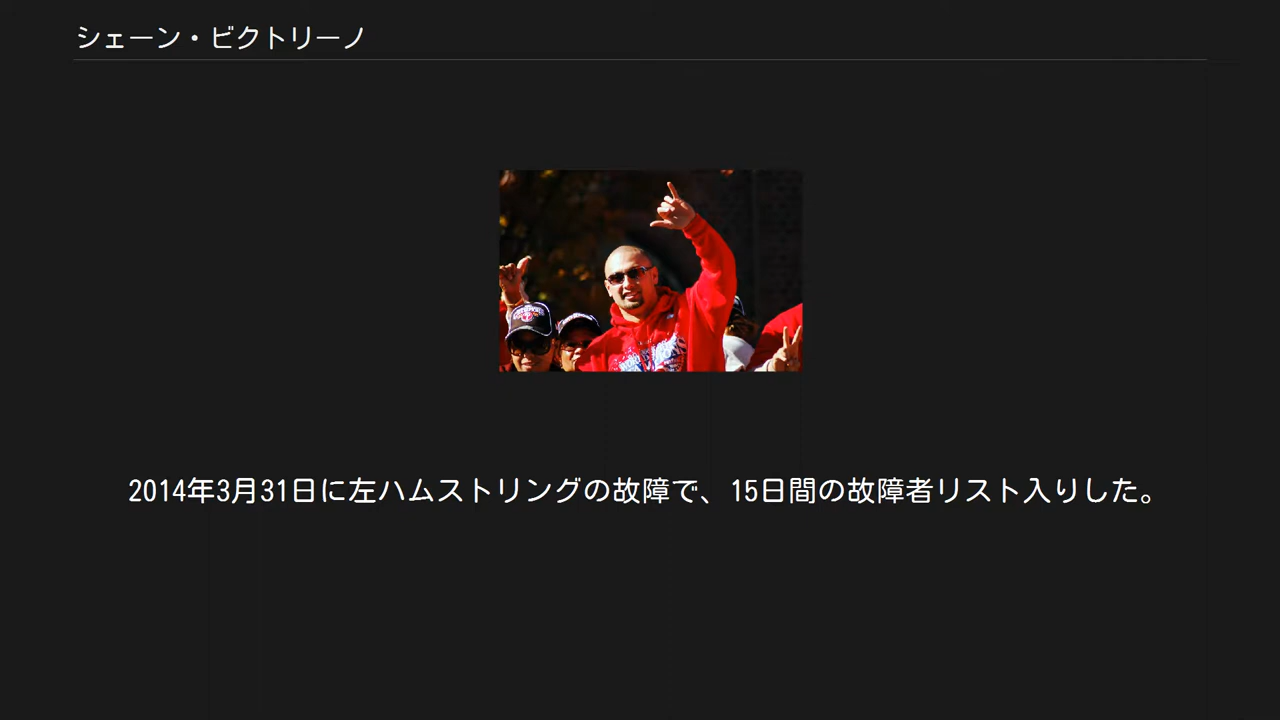 シェーン・ビクトリーノ
2014年3月31日に左ハムストリングの故障で、15日間の故障者リスト入りした。